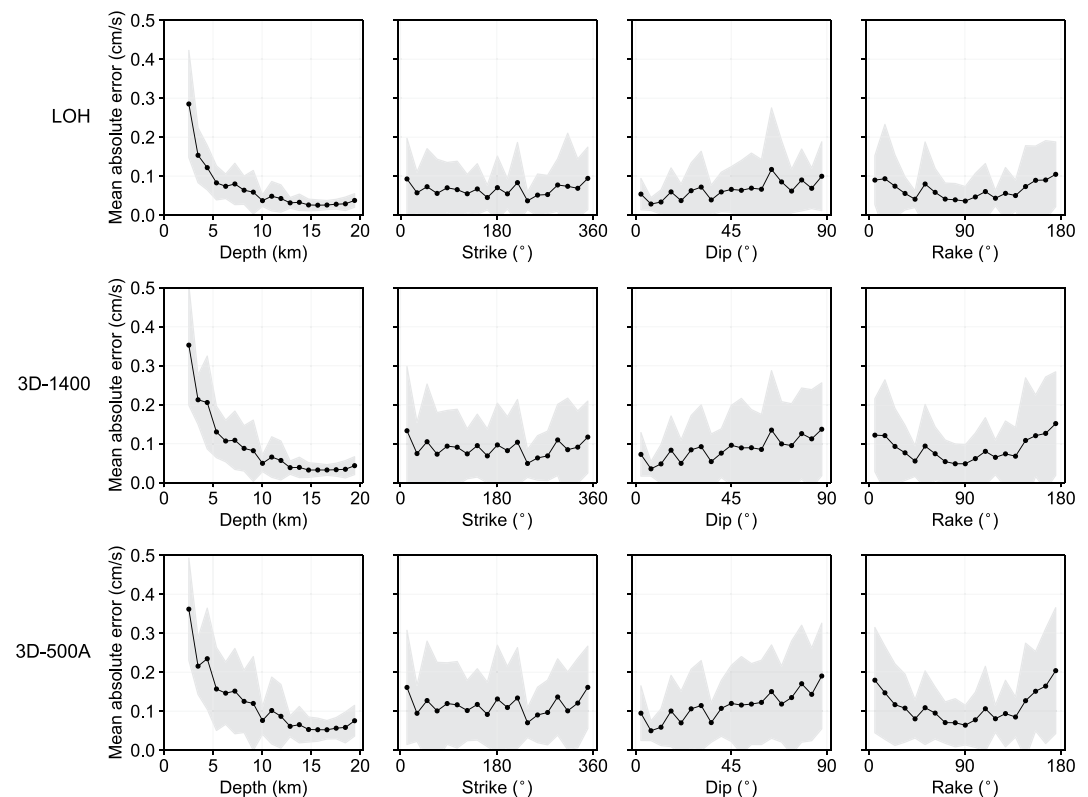 LOH
Mean absolute error (cm/s)
0.5
0.4
0.3
0.2
0.1
0.0
0 5 10 15 20
Depth (km)
0 180 360
Strike (°)
0 45 90
Dip (°)
0 90 180
Rake (°)
3D-1400
Mean absolute error (cm/s)
0.5
0.4
0.3
0.2
0.1
0.0
0 5 10 15 20
Depth (km)
0 180 360
Strike (°)
0 45 90
Dip (°)
0 90 180
Rake (°)
3D-500A
Mean absolute error (cm/s)
0.5
0.4
0.3
0.2
0.1
0.0
0 5 10 15 20
Depth (km)
0 180 360
Strike (°)
0 45 90
Dip (°)
0 90 180
Rake (°)